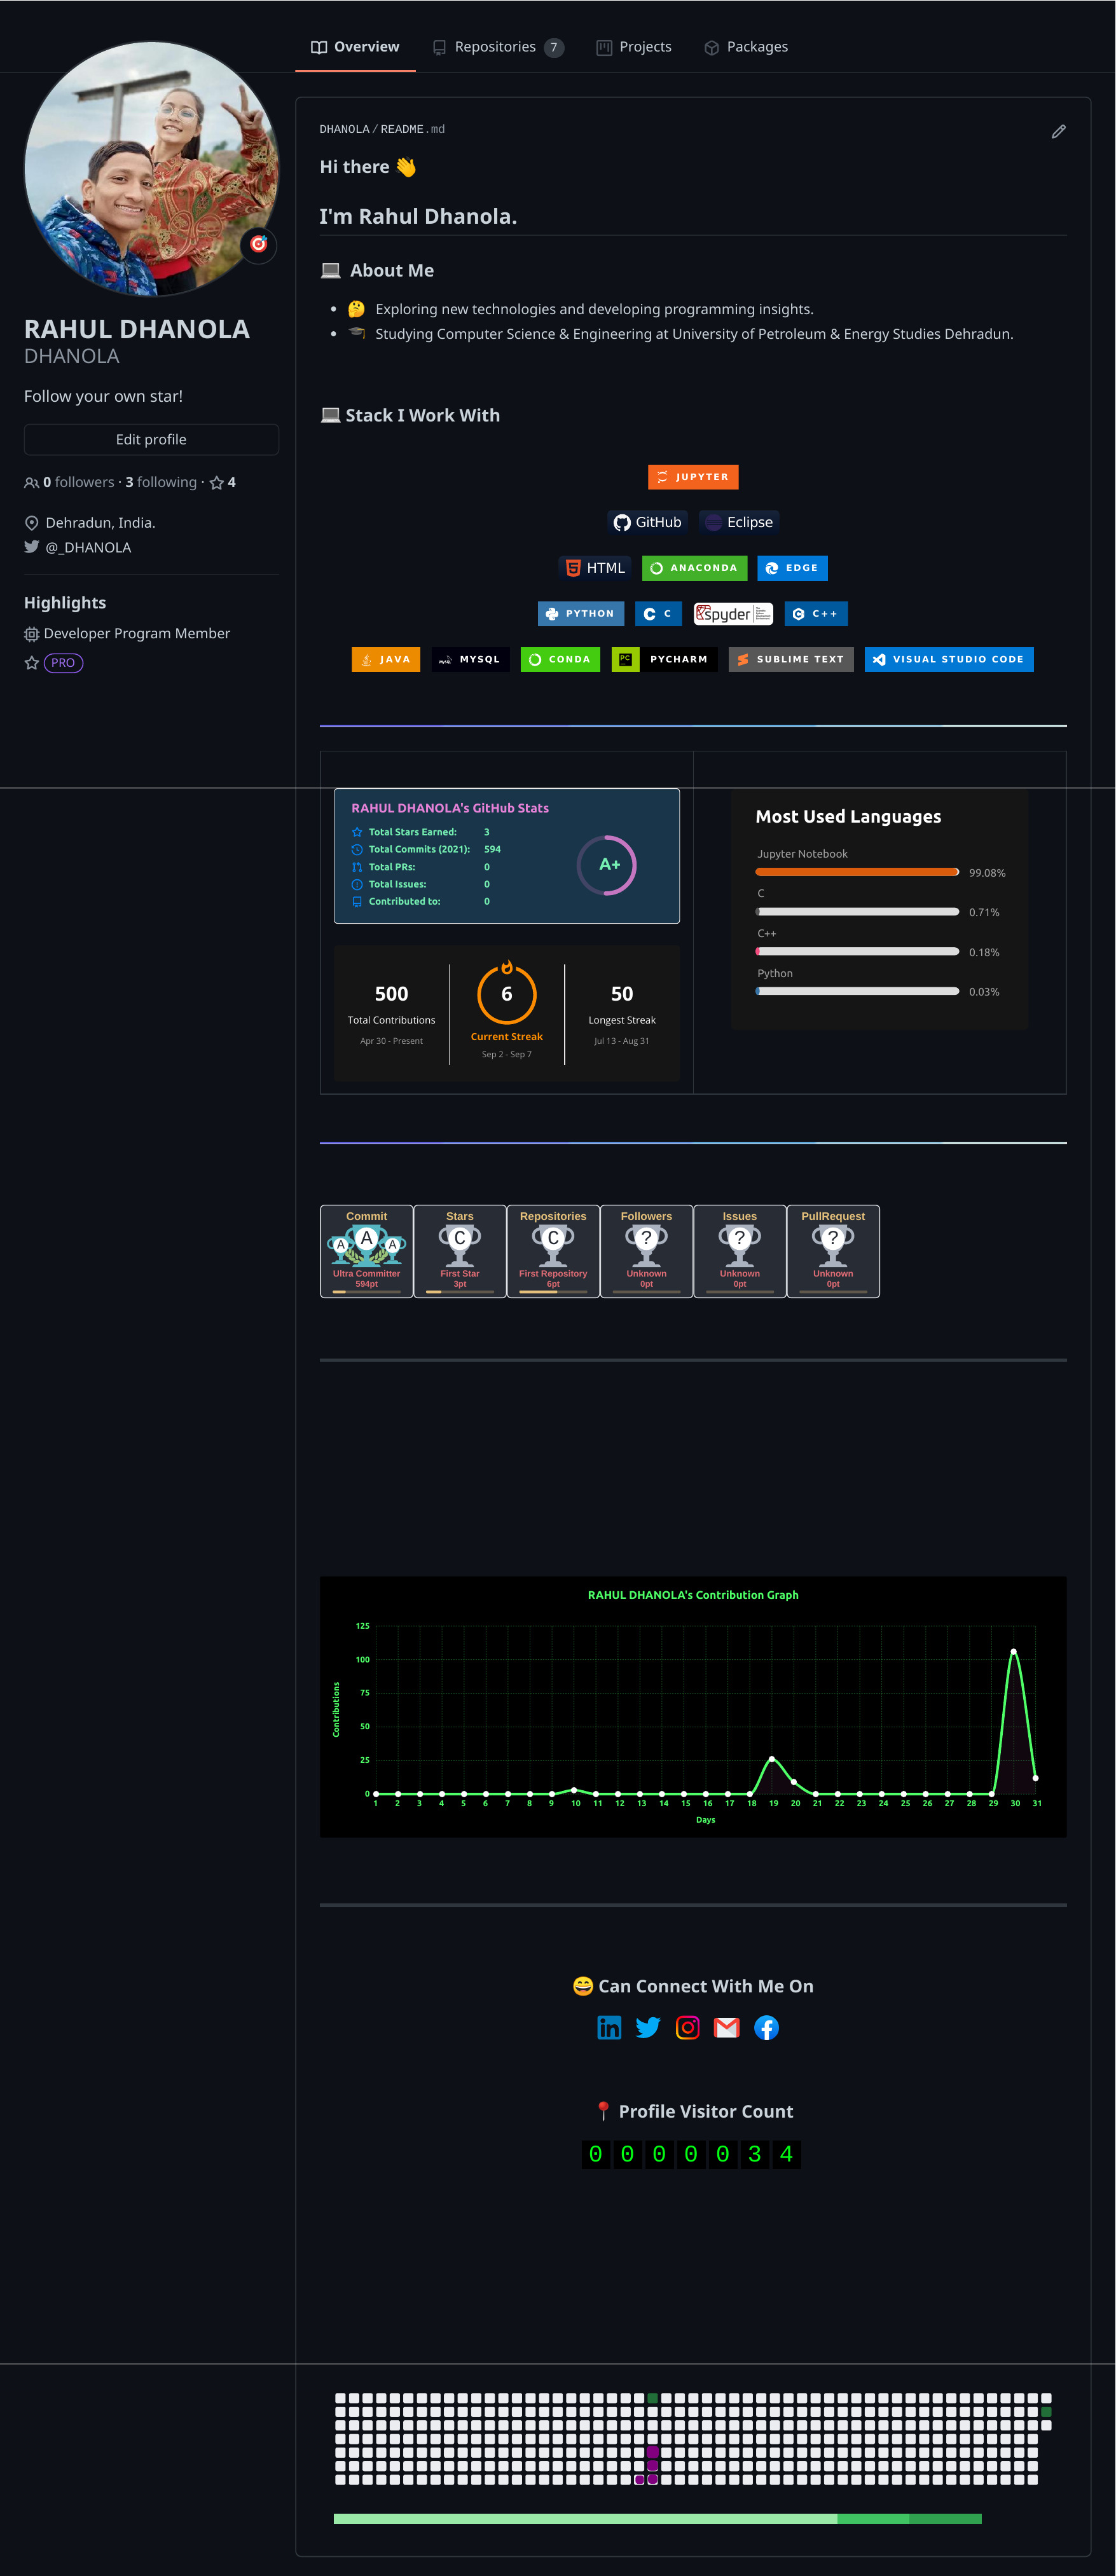 Overview Repositories 7 Projects Packages
RAHUL DHANOLA
DHANOLA
Follow your own star!
Edit profile
0 followers · 3 following · 4
Dehradun, India.
@_DHANOLA
Highlights
Developer Program Member
PRO
DHANOLA / README.md
Hi there 👋
I'm Rahul Dhanola.
About Me
Exploring new technologies and developing programming insights.
Studying Computer Science & Engineering at University of Petroleum & Energy Studies Dehradun.
Stack I Work With
JUPYTER
GitHub Eclipse
HTML ANACONDA EDGE
PYTHON C spyder C++
JAVA MYSQL CONDA PC PYCHARM SUBLIME TEXT VISUAL STUDIO CODE
RAHUL DHANOLA's GitHub Stats
Total Stars Earned: 3
Total Commits (2021): 594
Total PRs: 0
Total Issues: 0
Contributed to: 0
A+
500
Total Contributions
Apr 30 - Present
6
Current Streak
Sep 2 - Sep 7
50
Longest Streak
Jul 13 - Aug 31
Most Used Languages
Jupyter Notebook
99.08%
C
0.71%
C++
0.18%
Python
0.03%
Commit Stars Repositories Followers Issues PullRequest
A A A C C ? ? ?
Ultra Committer First Star First Repository Unknown Unknown Unknown
594pt 3pt 6pt 0pt 0pt 0pt
RAHUL DHANOLA's Contribution Graph
125
100
75
50
25
0
Contributions
1 2 3 4 5 6 7 8 9 10 11 12 13 14 15 16 17 18 19 20 21 22 23 24 25 26 27 28 29 30 31
Days
Can Connect With Me On
in
Profile Visitor Count
0 0 0 0 0 3 4